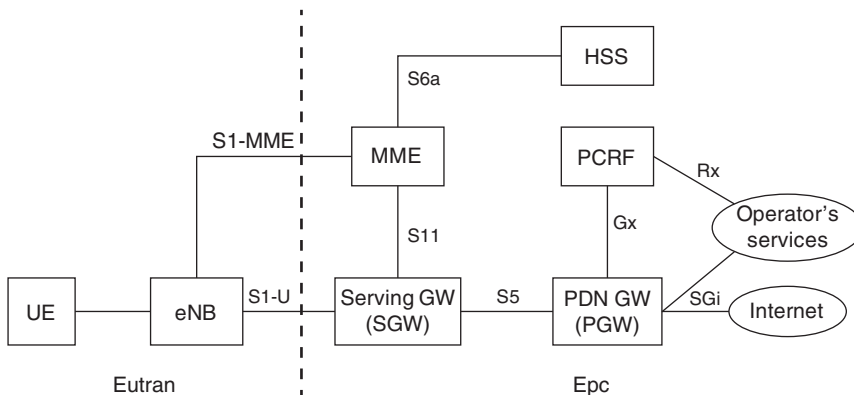 HSS
S6a
S1-MME
MME
PCRF
Rx
Operator's
services
S11
Gx
UE
eNB
S1-U
Serving GW
(SGW)
S5
PDN GW
(PGW)
SGi
Internet
Eutran
Epc